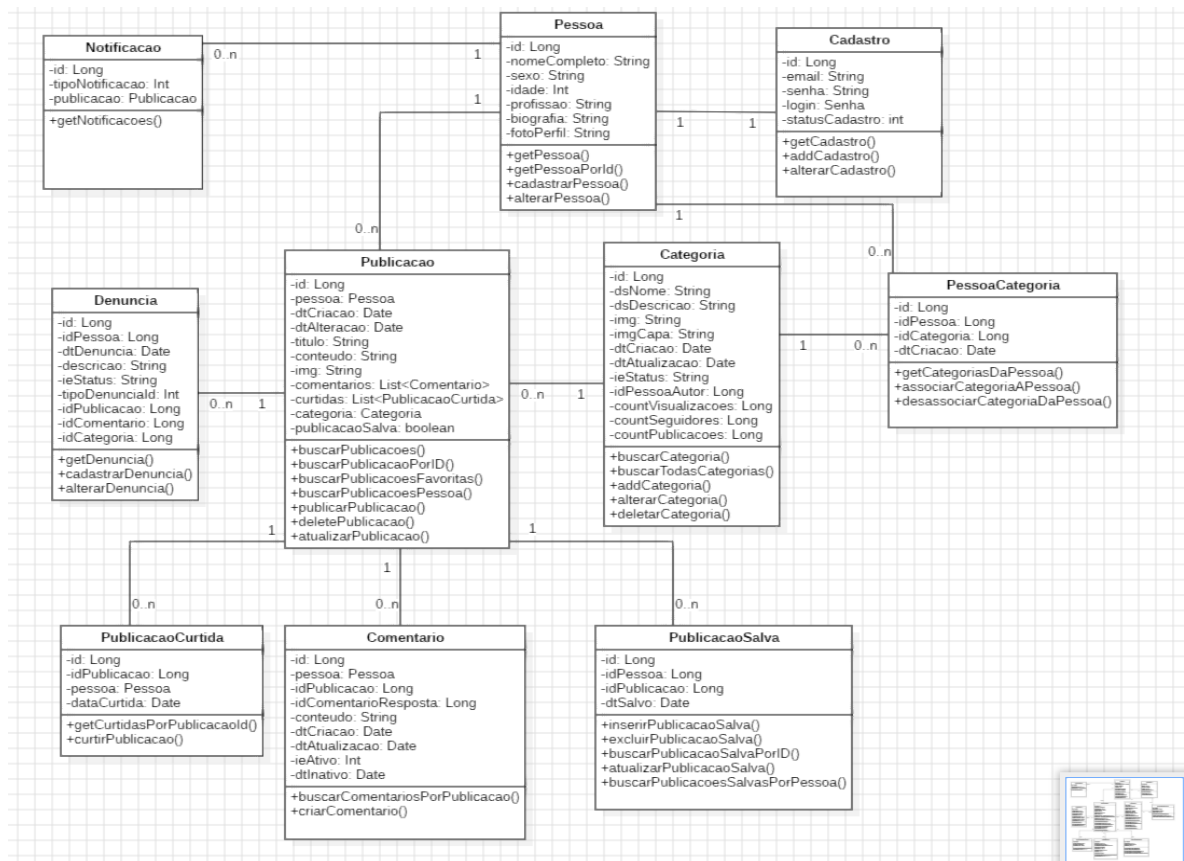 Notificacao
-id: Long
-tipoNotificacao: Int
-publicacao: Publicacao
+getNotificacoes()
0..n
1
Pessoa
-id: Long
-nomeCompleto: String
-sexo: String
-idade: Int
-profissao: String
-biografia: String
-fotoPerfil: String
+getPessoa()
+getPessoaPorId()
+cadastrarPessoa()
+alterarPessoa()
1
0..n
1
1
Cadastro
-id: Long
-email: String
-senha: String
-login: Senha
-statusCadastro: int
+getCadastro()
+addCadastro()
+alterarCadastro()
1
0..n
Denuncia
-id: Long
-idPessoa: Long
-dtDenuncia: Date
-descricao: String
-ieStatus: String
-tipoDenunciaId: Int
-idPublicacao: Long
-idComentario: Long
-idCategoria: Long
+getDenuncia()
+cadastrarDenuncia()
+alterarDenuncia()
0..n
1
Publicacao
-id: Long
-pessoa: Pessoa
-dtCriacao: Date
-dtAlteracao: Date
-titulo: String
-conteudo: String
-img: String
-comentarios: List<Comentario>
-curtidas: List<PublicacaoCurtida>
-categoria: Categoria
-publicacaoSalva: boolean
+buscarPublicacoes()
+buscarPublicacaoPorID()
+buscarPublicacoesFavoritas()
+buscarPublicacoesPessoa()
+publicarPublicacao()
+deletePublicacao()
+atualizarPublicacao()
0..n
1
Categoria
-id: Long
-dsNome: String
-dsDescricao: String
-img: String
-imgCapa: String
-dtCriacao: Date
-dtAtualizacao: Date
-ieStatus: String
-idPessoaAutor: Long
-countVisualizacoes: Long
-countSeguidores: Long
-countPublicacoes: Long
+buscarCategoria()
+buscarTodasCategorias()
+addCategoria()
+alterarCategoria()
+deletarCategoria()
1
0..n
PessoaCategoria
-id: Long
-idPessoa: Long
-idCategoria: Long
-dtCriacao: Date
+getCategoriasDaPessoa()
+associarCategoriaAPessoa()
+desassociarCategoriaDaPessoa()
1
0..n
1
0..n
1
0..n
PublicacaoCurtida
-id: Long
-idPublicacao: Long
-pessoa: Pessoa
-dataCurtida: Date
+getCurtidasPorPublicacaoId()
+curtirPublicacao()
Comentario
-id: Long
-pessoa: Pessoa
-idPublicacao: Long
-idComentarioResposta: Long
-conteudo: String
-dtCriacao: Date
-dtAtualizacao: Date
-ieAtivo: Int
-dtInativo: Date
+buscarComentariosPorPublicacao()
+criarComentario()
PublicacaoSalva
-id: Long
-idPessoa: Long
-idPublicacao: Long
-dtSalvo: Date
+inserirPublicacaoSalva()
+excluirPublicacaoSalva()
+buscarPublicacaoSalvaPorID()
+atualizarPublicacaoSalva()
+buscarPublicacoesSalvasPorPessoa()